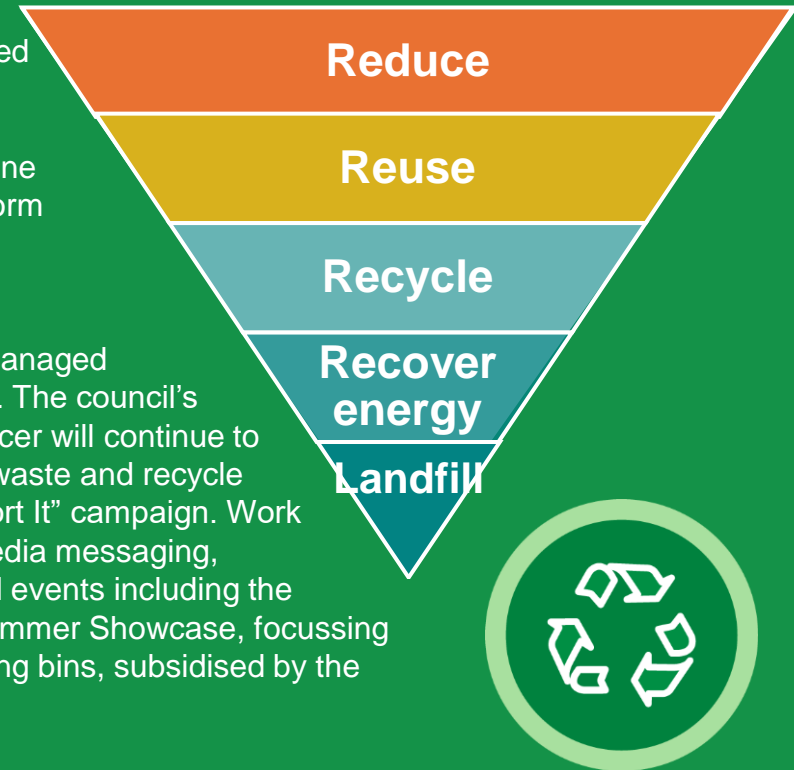 Reduce
Reuse
Recycle
Recover
energy
Landfill
ed
ne
orm
anaged
. The council's
cer will continue to
waste and recycle
ort It” campaign. Work
edia messaging,
l events including the
mmer Showcase, focussing
ng bins, subsidised by the